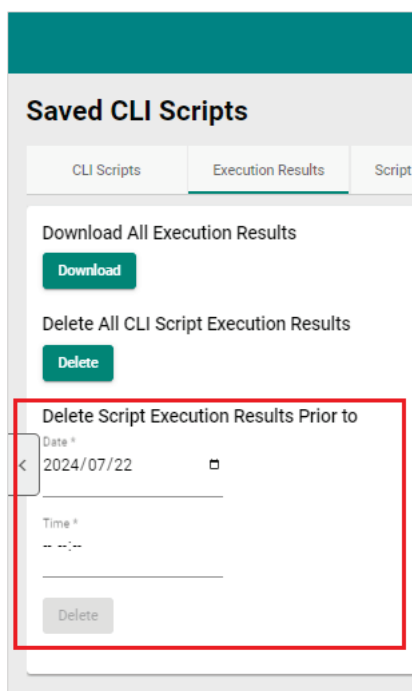 Saved CLI Scripts
CLI Scripts
Execution Results
Script
Download All Execution Results
Download
Delete All CLI Script Execution Results
Delete
Delete Script Execution Results Prior to
Date *
2024/07/22
Time *
-- --:--
Delete